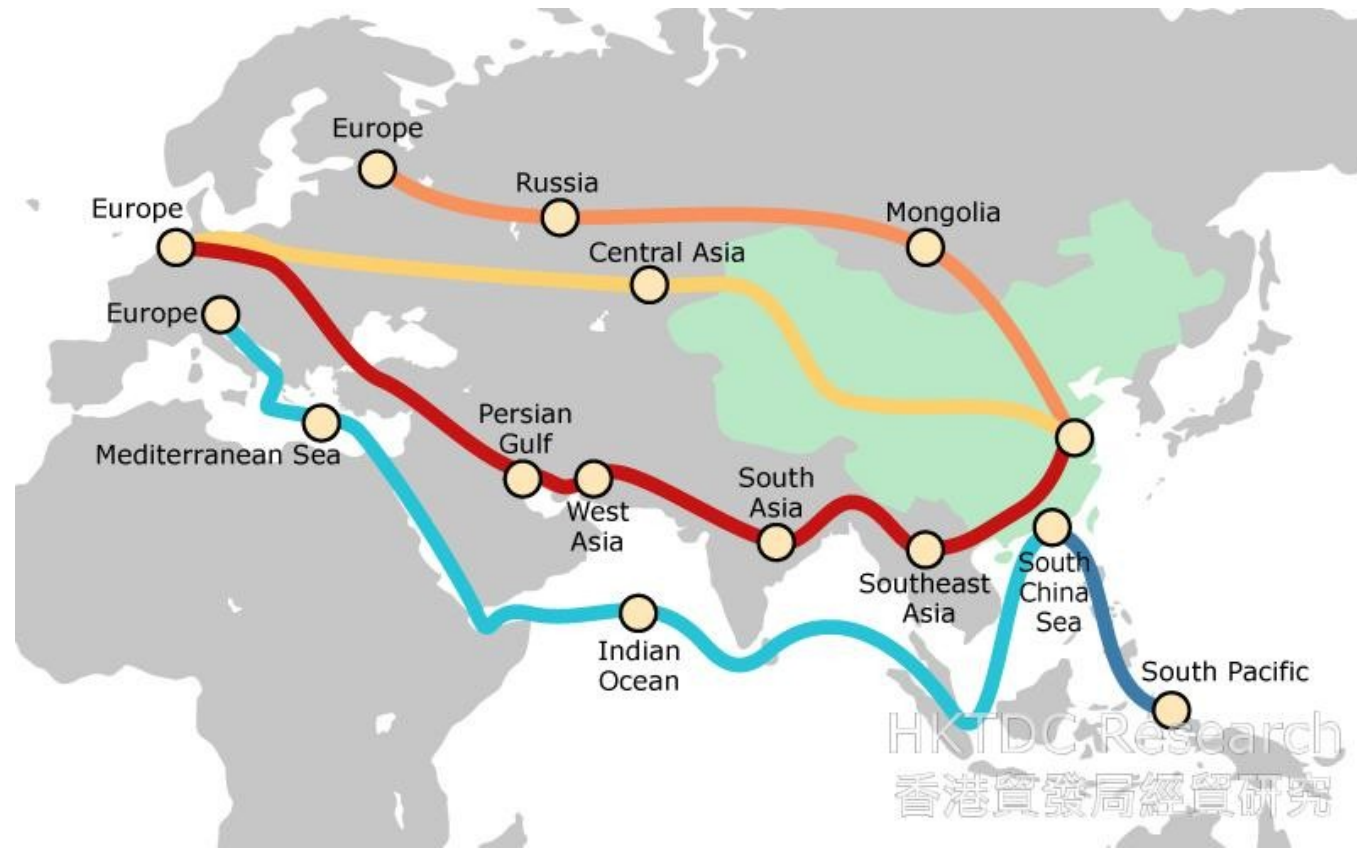 Europe
Russia
Europe
Mongolia
Central Asia
Europe
Persian
Gulf
Mediterranean Sea
South
Asia
West
Asia
South
China
Sea
Southeast
Asia
Indian
Ocean
South Pacific
HKTDC Research
香港貿發局經貿研究